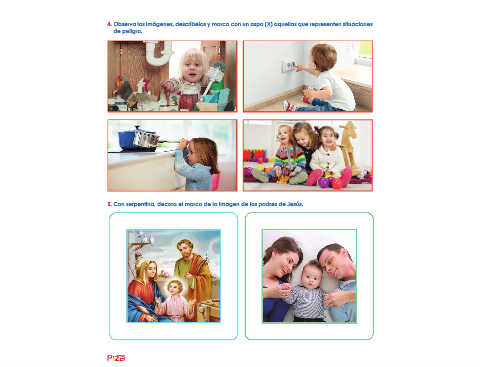 4. Observa las imágenes, descríbelas y marca con un aspa (X) aquellas que representen situaciones
de peligro.
5. Con serpentina, decora el marco de la imagen de los padres de Jesús.